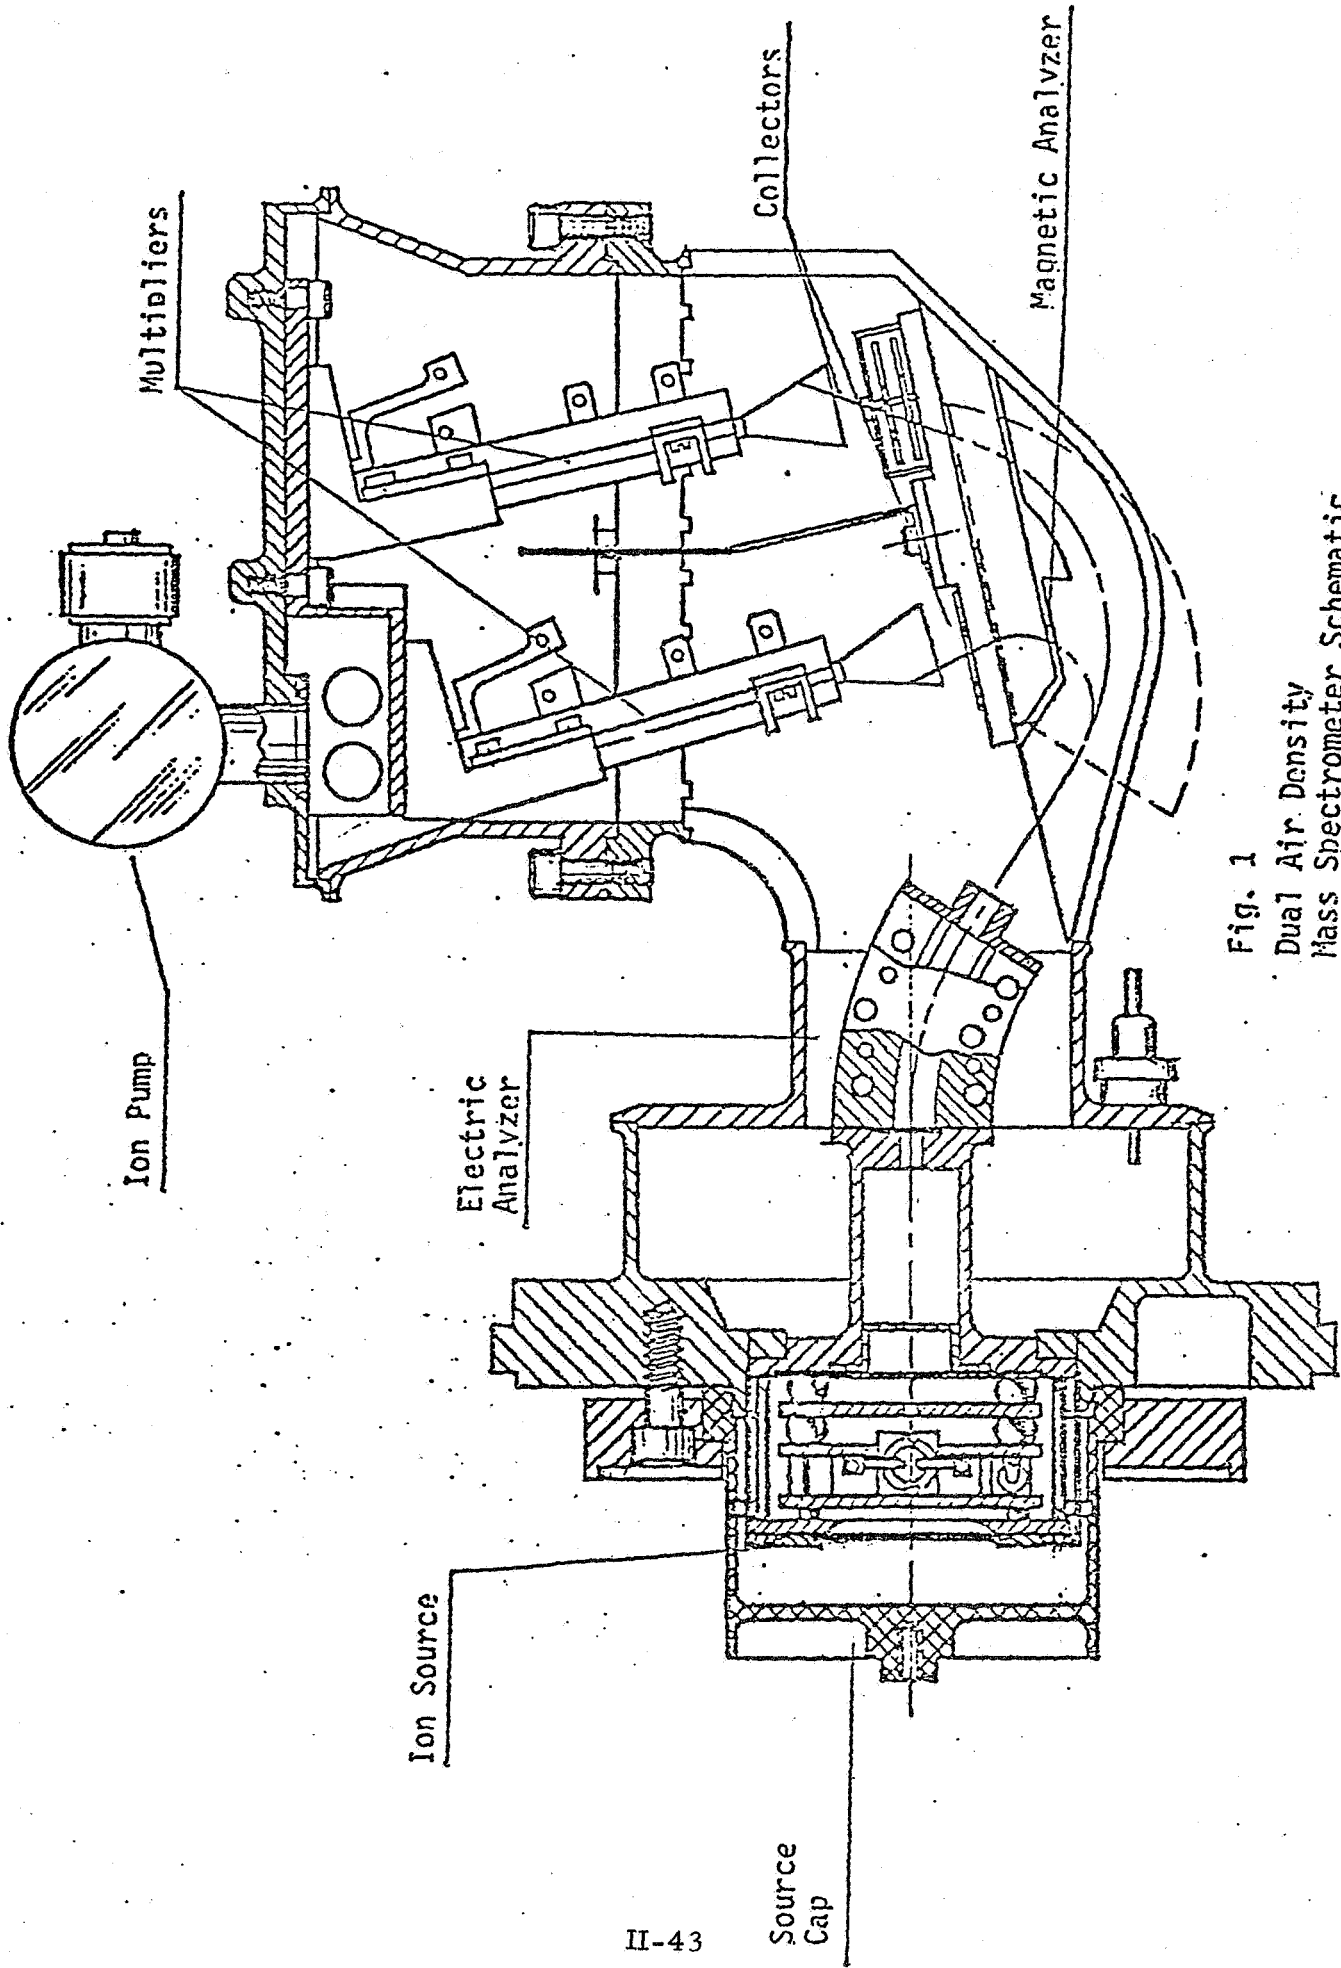 Ion Pump
Multipliers
Collectors
Magnetic Analyzer
Electric
Analyzer
Ion Source
Source
Cap
Fig. 1
Dual Air Density
Mass Spectrometer Schematic
II-43